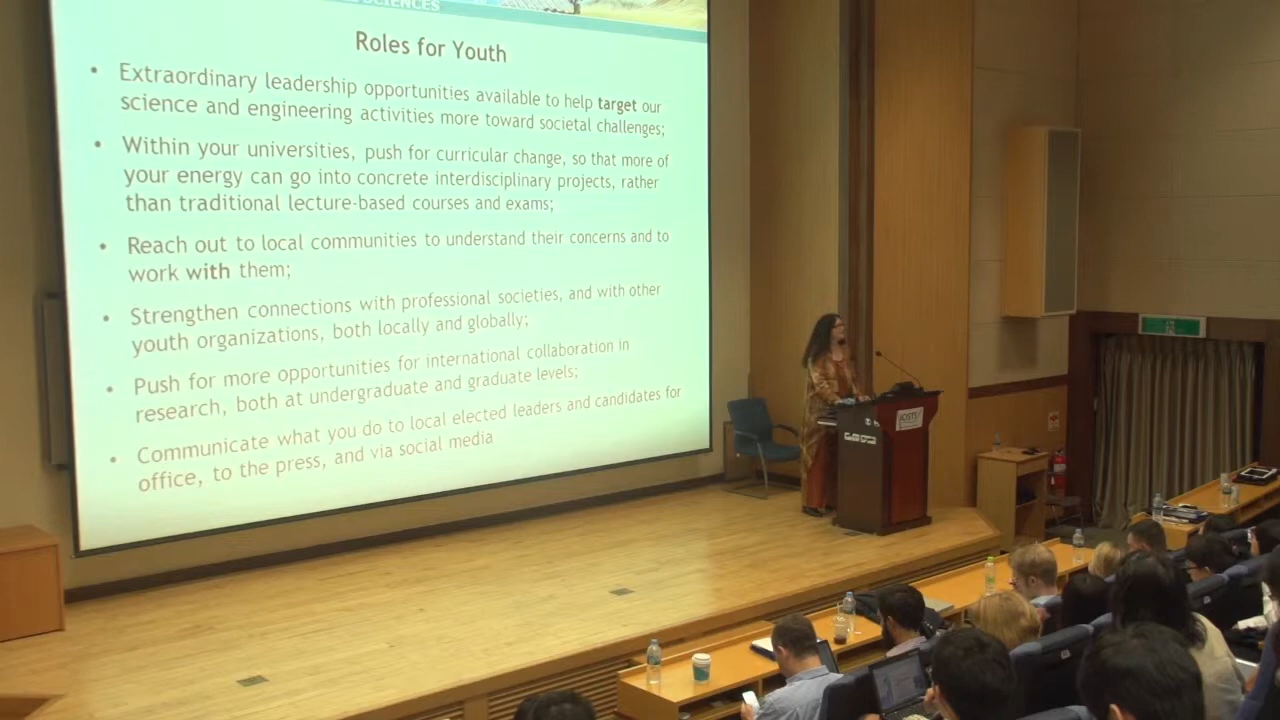 SCIENCES
Roles for Youth
• Extraordinary leadership opportunities available to help target our
science and engineering activities more toward societal challenges;
• Within your universities, push for curricular change, so that more of
your energy can go into concrete interdisciplinary projects, rather
than traditional lecture-based courses and exams;
• Reach out to local communities to understand their concerns and to
work with them;
• Strengthen connections with professional societies, and with other
youth organizations, both locally and globally;
• Push for more opportunities for international collaboration in
research, both at undergraduate and graduate levels;
• Communicate what you do to local elected leaders and candidates for
office, to the press, and via social media